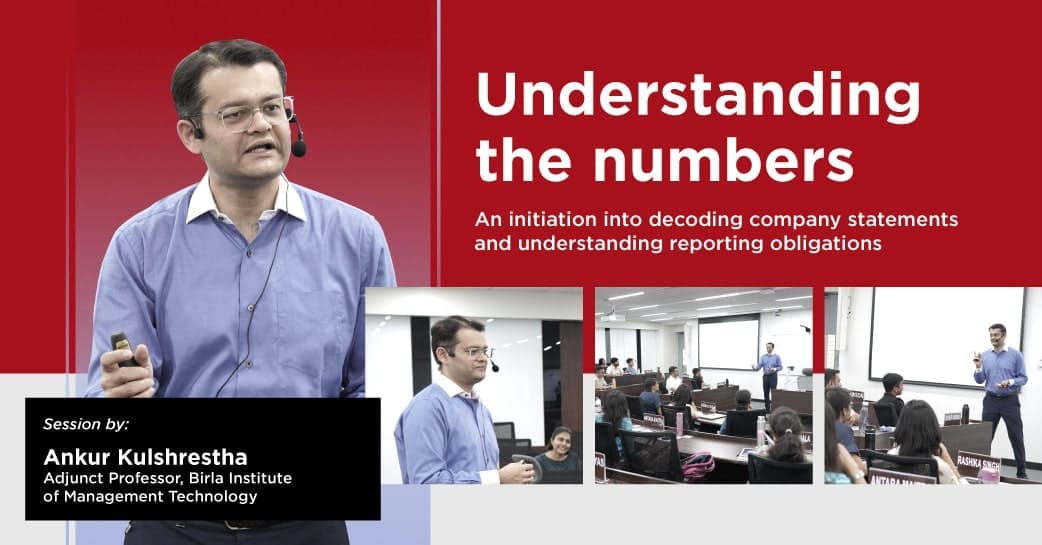 Understanding
the numbers
An initiation into decoding company statements
and understanding reporting obligations
Session by:
Ankur Kulshrestha
Adjunct Professor, Birla Institute
of Management Technology
RASHIKA SINGH